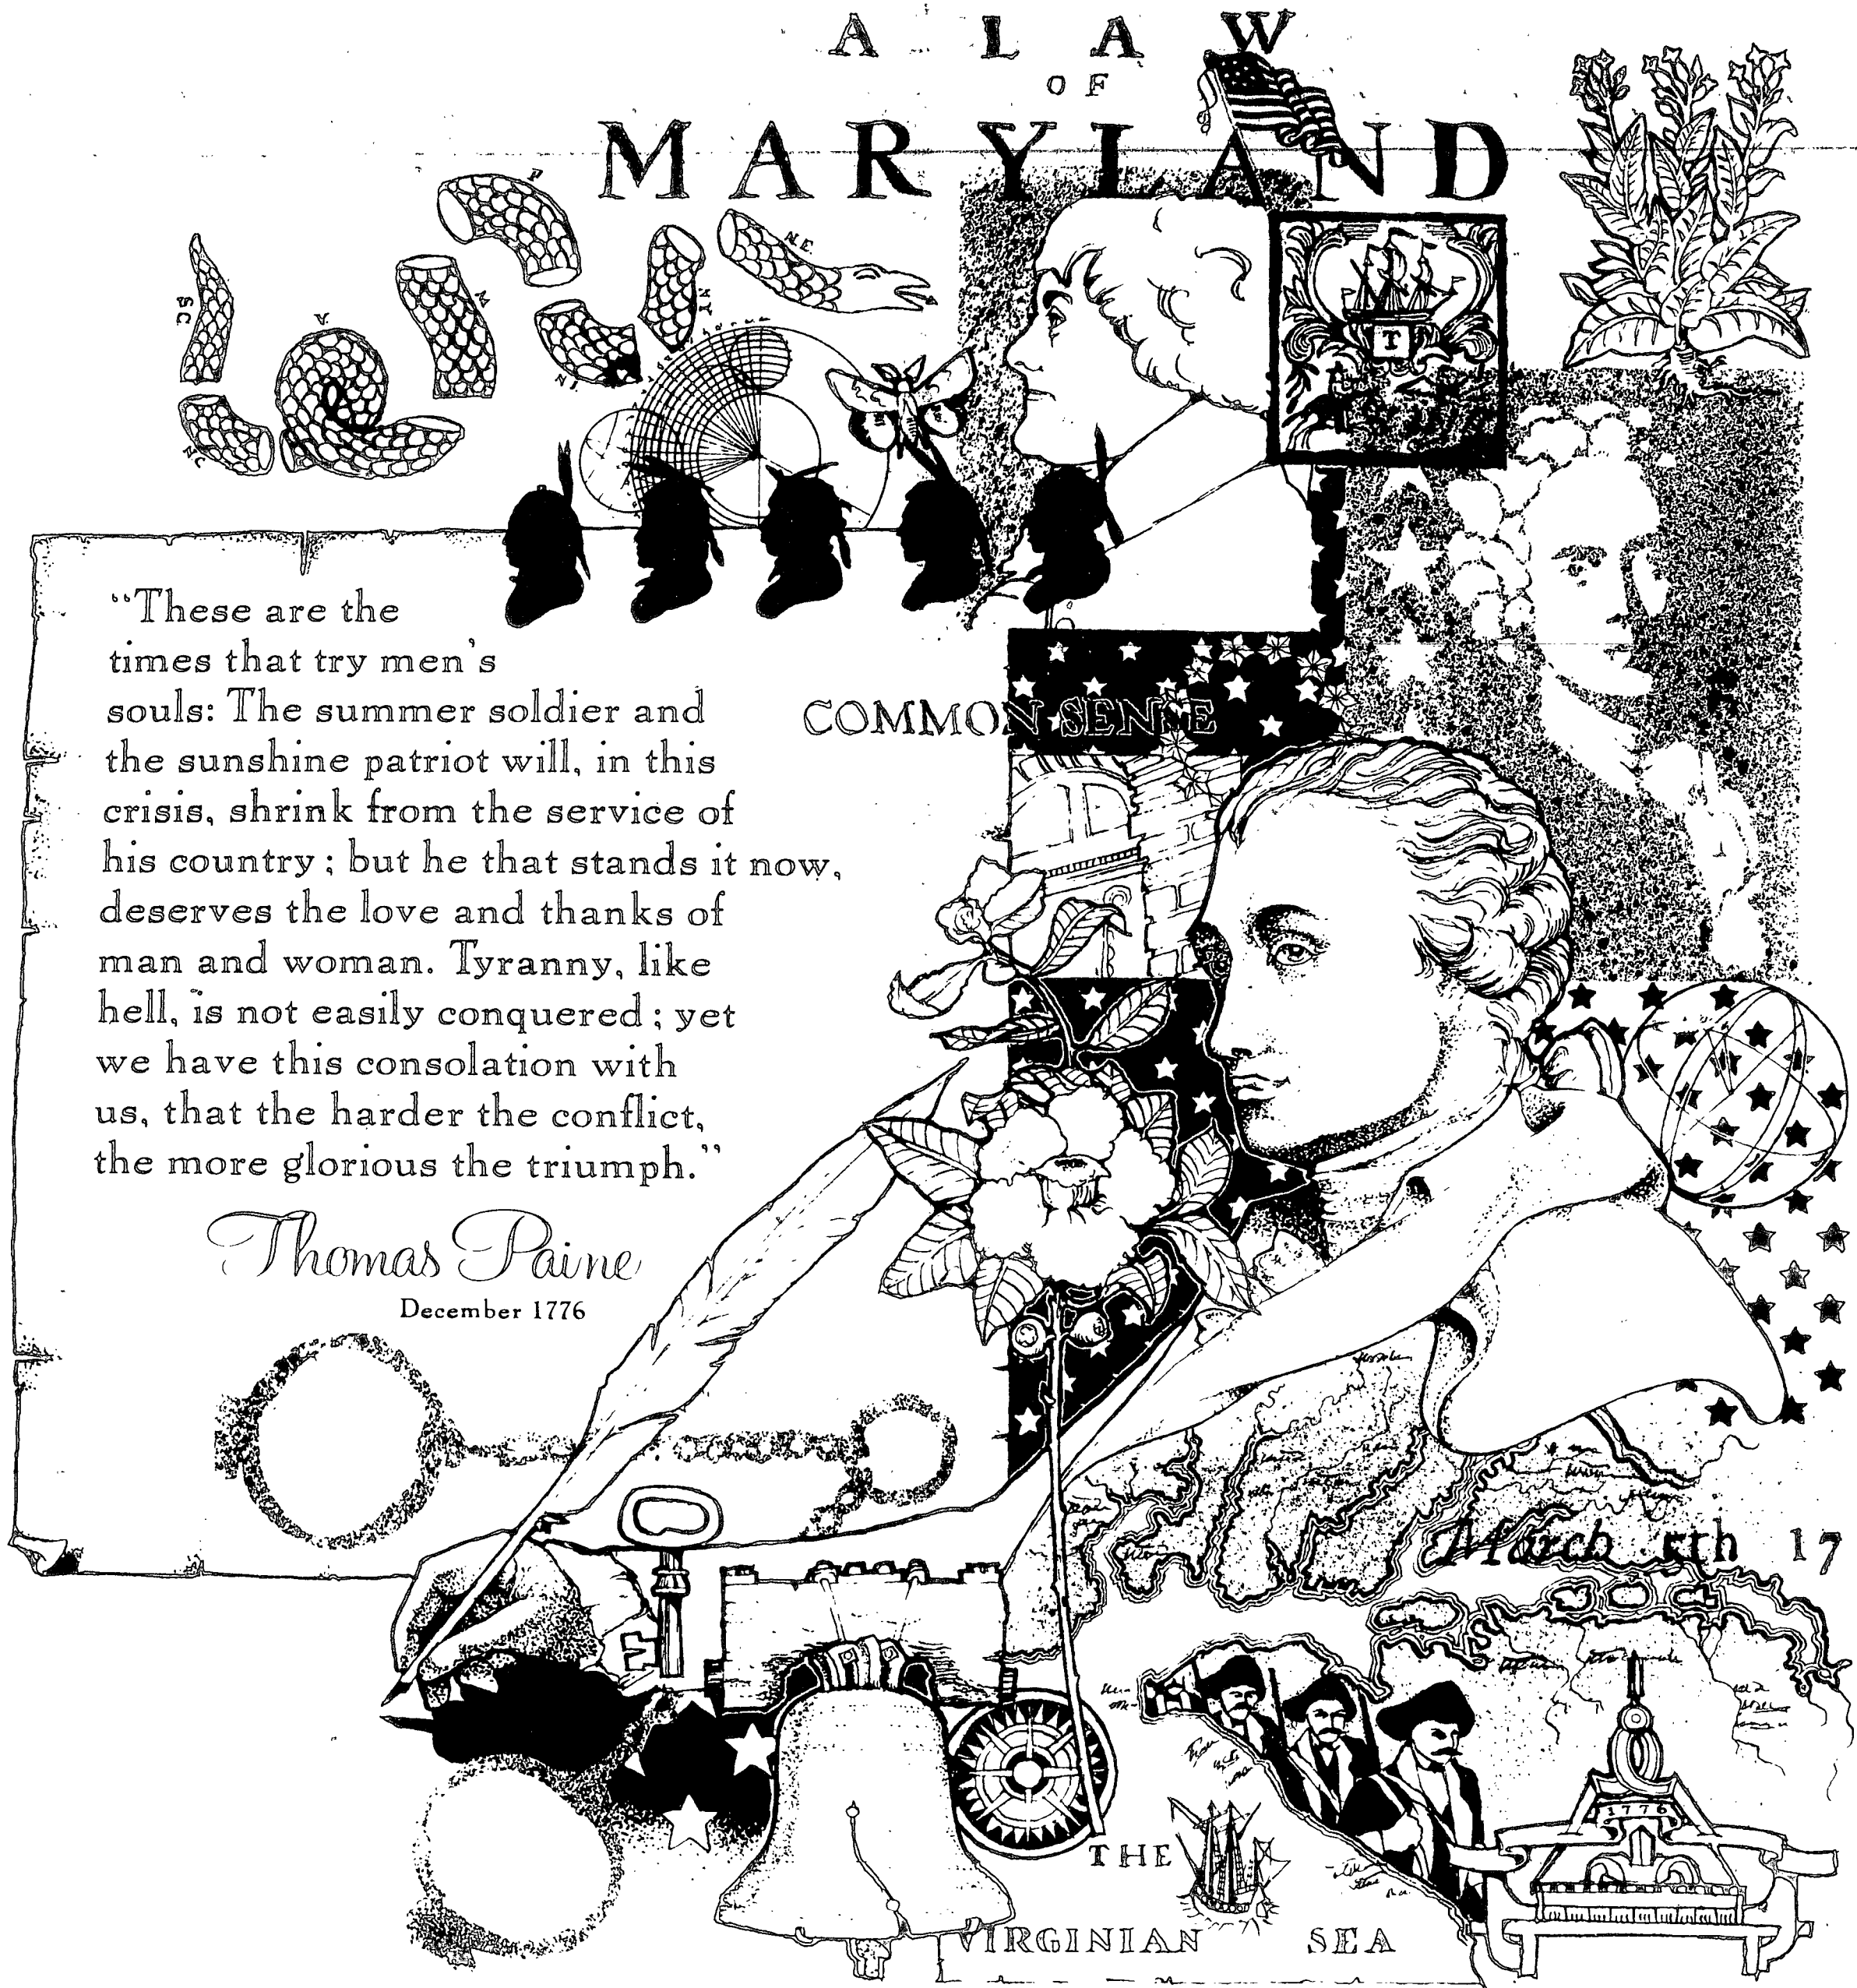 A LAW
OF
MARYLAND
P
N.E.
S C
V
M
N Y
N J
N C
T
"These are the
times that try men's
souls: The summer soldier and
the sunshine patriot will, in this
crisis, shrink from the service of
his country; but he that stands it now,
deserves the love and thanks of
man and woman. Tyranny, like
hell, is not easily conquered; yet
we have this consolation with
us, that the harder the conflict,
the more glorious the triumph."
Thomas Paine
December 1776
COMMON SENSE
March 5th 17
1776
THE
VIRGINIAN SEA